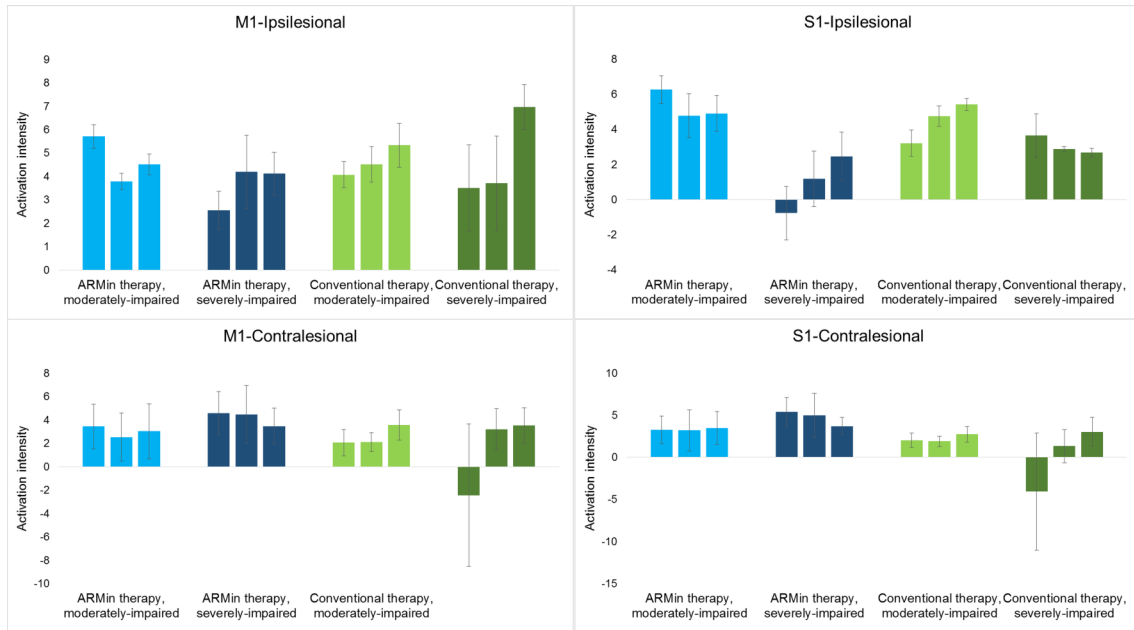 M1-Ipsilesional
9
8
7
6
5
4
3
2
1
0
Activation intensity
ARMin therapy, ARMin therapy, Conventional therapy, Conventional therapy,
moderately-impaired severely-impaired moderately-impaired severely-impaired
S1-Ipsilesional
8
6
4
2
0
-2
-4
Activation intensity
ARMin therapy, ARMin therapy, Conventional therapy, Conventional therapy,
moderately-impaired severely-impaired moderately-impaired severely-impaired
M1-Contralesional
8
6
4
2
0
-2
-4
-6
-8
-10
Activation intensity
ARMin therapy, ARMin therapy, Conventional therapy,
moderately-impaired severely-impaired moderately-impaired
S1-Contralesional
10
5
0
-5
-10
-15
Activation intensity
ARMin therapy, ARMin therapy, Conventional therapy, Conventional therapy,
moderately-impaired severely-impaired moderately-impaired severely-impaired